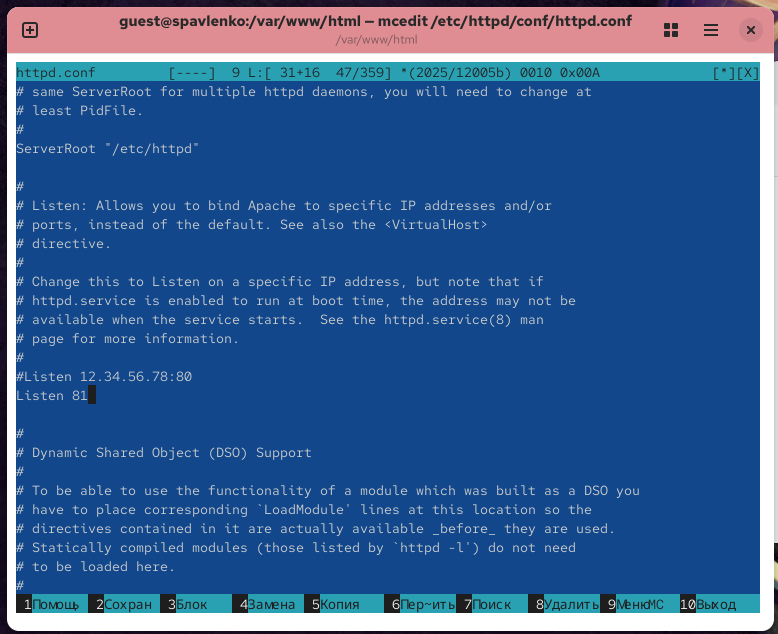 guest@spavlenko:/var/www/html — mcedit /etc/httpd/conf/httpd.conf
/var/www/html
httpd.conf         [----]  9 L:[ 31+16  47/359] *(2025/12005b) 0010 0x00A              [*][X]
# same ServerRoot for multiple httpd daemons, you will need to change at
# least PidFile.
#
ServerRoot "/etc/httpd"
#
# Listen: Allows you to bind Apache to specific IP addresses and/or
# ports, instead of the default. See also the <VirtualHost>
# directive.
#
# Change this to Listen on a specific IP address, but note that if
# httpd.service is enabled to run at boot time, the address may not be
# available when the service starts.  See the httpd.service(8) man
# page for more information.
#
#Listen 12.34.56.78:80
Listen 81
#
# Dynamic Shared Object (DSO) Support
#
# To be able to use the functionality of a module which was built as a DSO you
# have to place corresponding `LoadModule' lines at this location so the
# directives contained in it are actually available _before_ they are used.
# Statically compiled modules (those listed by `httpd -l') do not need
# to be loaded here.
#
1Помощь 2Сохран 3Блок 4Замена 5Копия 6Пер~ить 7Поиск 8Удалить 9МенюMC 10Выход